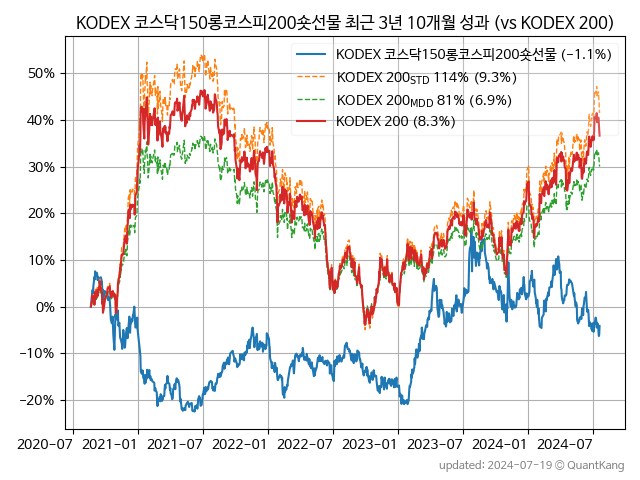 KODEX 코스닥150롱코스피200숏선물 최근 3년 10개월 성과 (vs KODEX 200)
KODEX 코스닥150롱코스피200숏선물 (−1.1%)
KODEX 200STD 114% (9.3%)
KODEX 200MDD 81% (6.9%)
KODEX 200 (8.3%)
50%
40%
30%
20%
10%
0%
−10%
−20%
2020-07 2021-01 2021-07 2022-01 2022-07 2023-01 2023-07 2024-01 2024-07
updated: 2024-07-19 © QuantKang